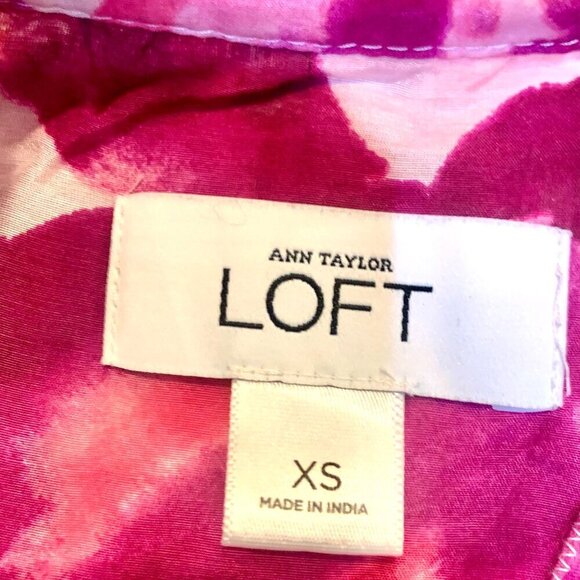 ANN TAYLOR
LOFT
XS
MADE IN INDIA